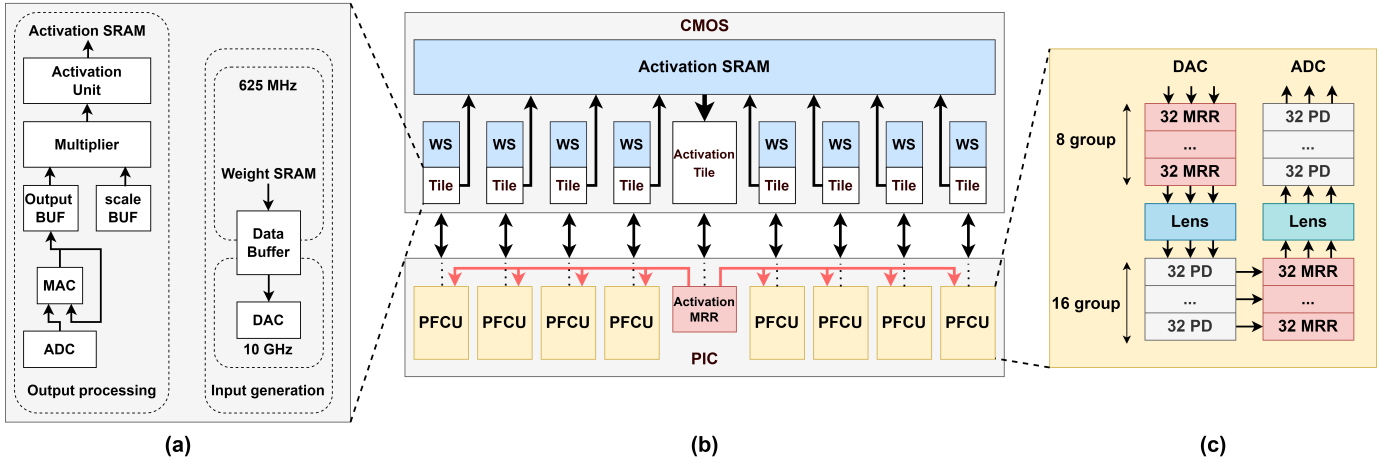 Activation SRAM
Activation
Unit
Multiplier
Output
BUF
scale
BUF
MAC
ADC
Output processing
625 MHz
Weight SRAM
Data
Buffer
DAC
10 GHz
Input generation
(a)
CMOS
Activation SRAM
WS
WS
WS
WS
Activation
Tile
WS
WS
WS
WS
Tile
Tile
Tile
Tile
Tile
Tile
Tile
Tile
PFCU
PFCU
PFCU
PFCU
Activation
MRR
PFCU
PFCU
PFCU
PFCU
PIC
(b)
DAC
ADC
8 group
32 MRR
...
32 MRR
32 PD
...
32 PD
Lens
Lens
16 group
32 PD
...
32 PD
32 MRR
...
32 MRR
(c)